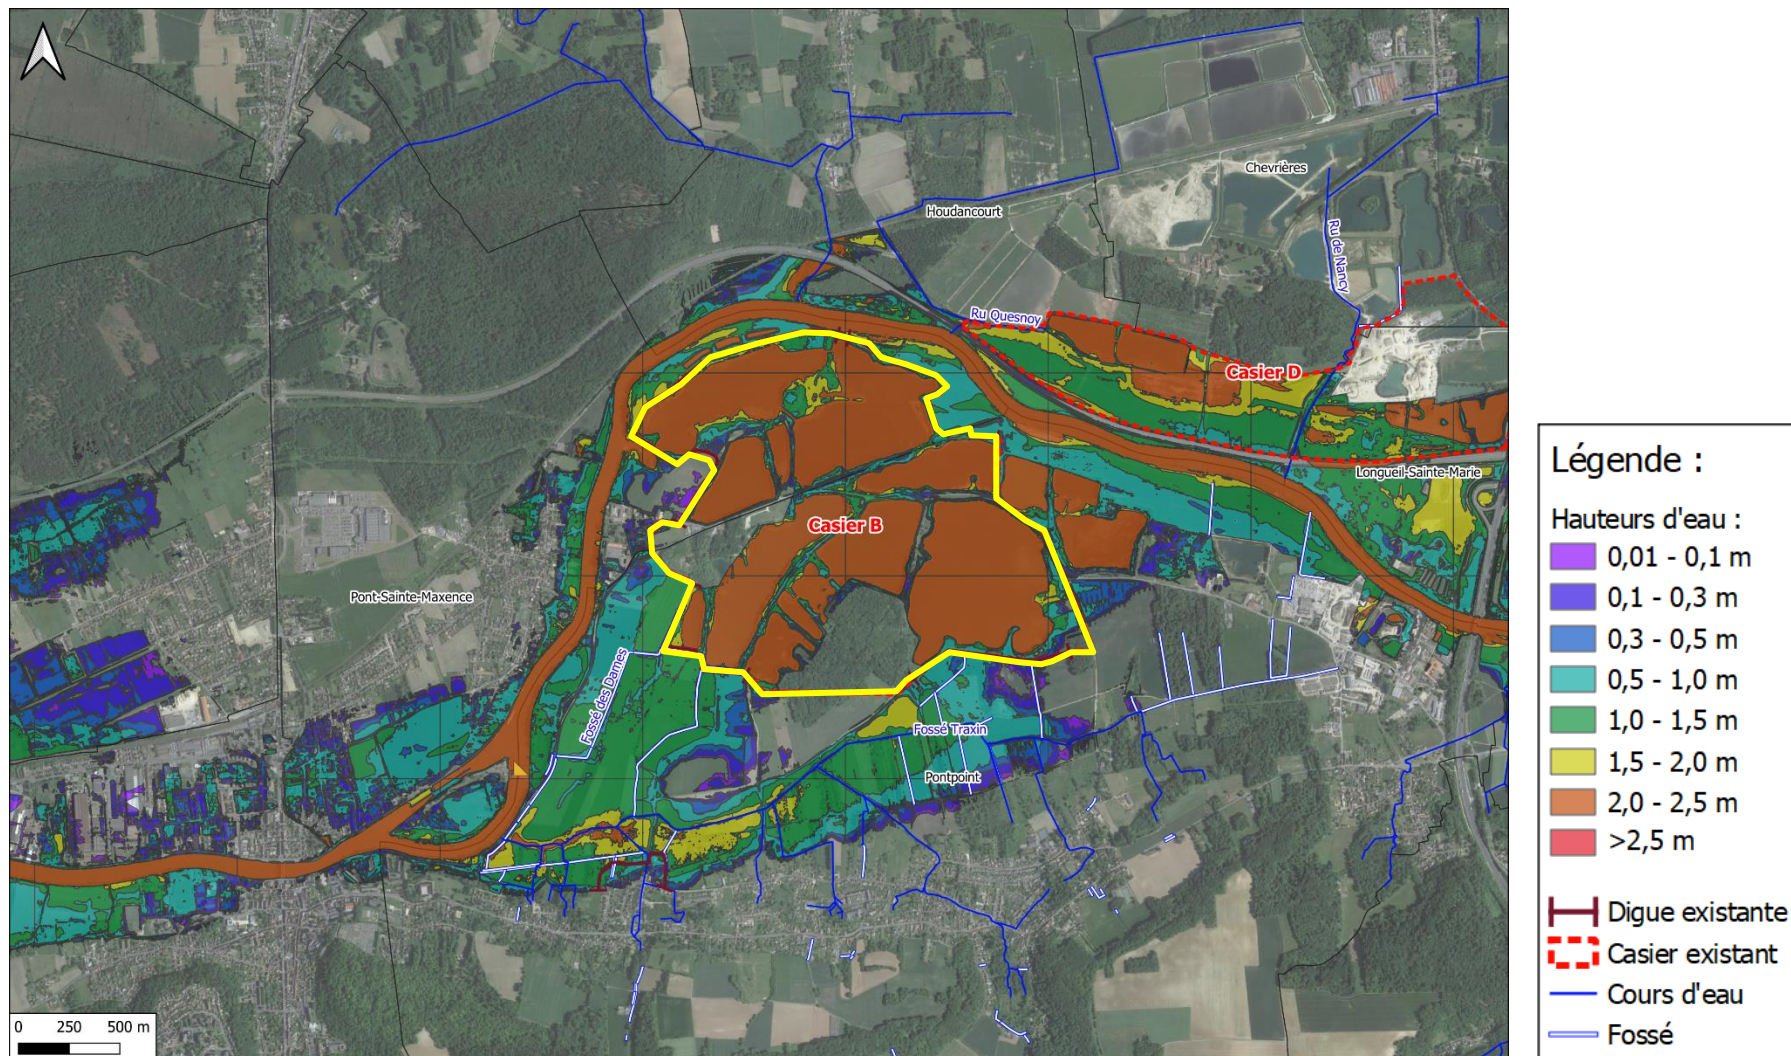 Chevrières
Houdancourt
Ru de Nancy
Ru Quesnoy
Casier D
Longueil-Sainte-Marie
Casier B
Pont-Sainte-Maxence
Fossé des Dames
Fossé Traxin
Pontpoint
0 250 500 m
Légende :
Hauteurs d'eau :
0,01 - 0,1 m
0,1 - 0,3 m
0,3 - 0,5 m
0,5 - 1,0 m
1,0 - 1,5 m
1,5 - 2,0 m
2,0 - 2,5 m
>2,5 m
Digue existante
Casier existant
Cours d'eau
Fossé